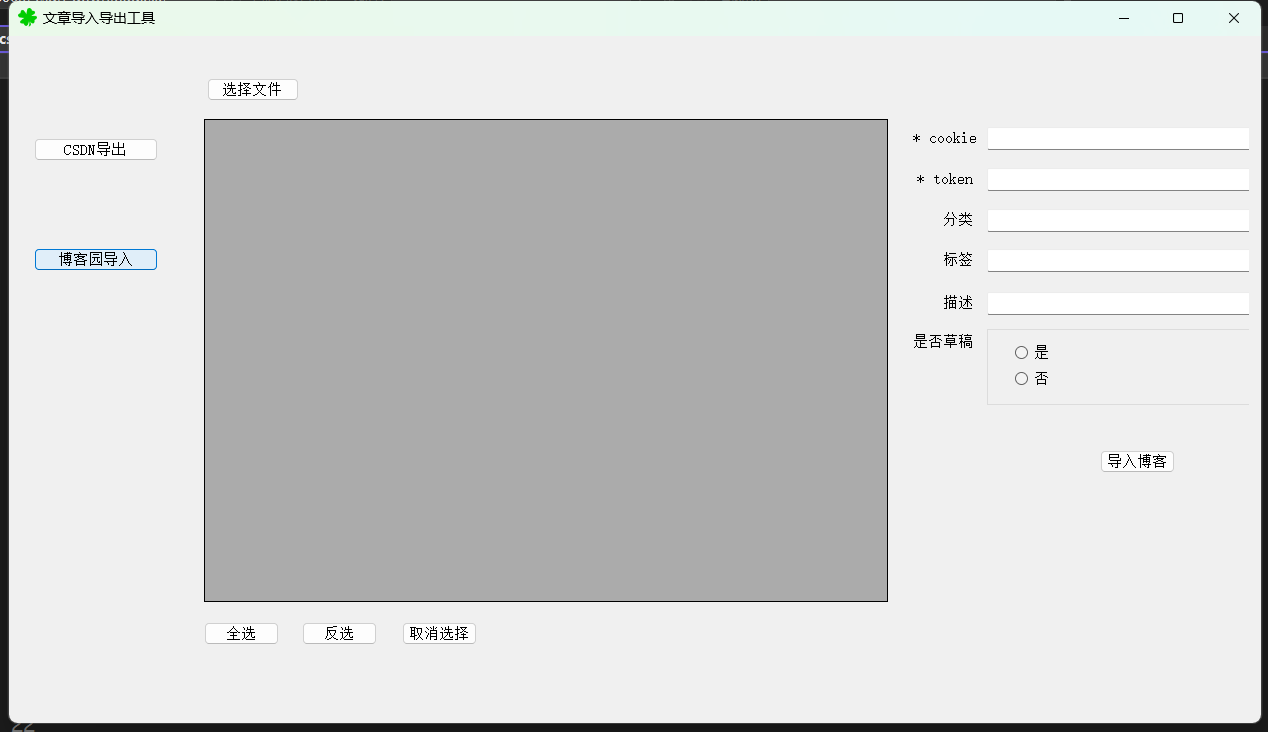 文章导入导出工具
选择文件
CSDN导出
博客园导入
* cookie
* token
分类
标签
描述
是否草稿
是
否
导入博客
全选 反选 取消选择
22